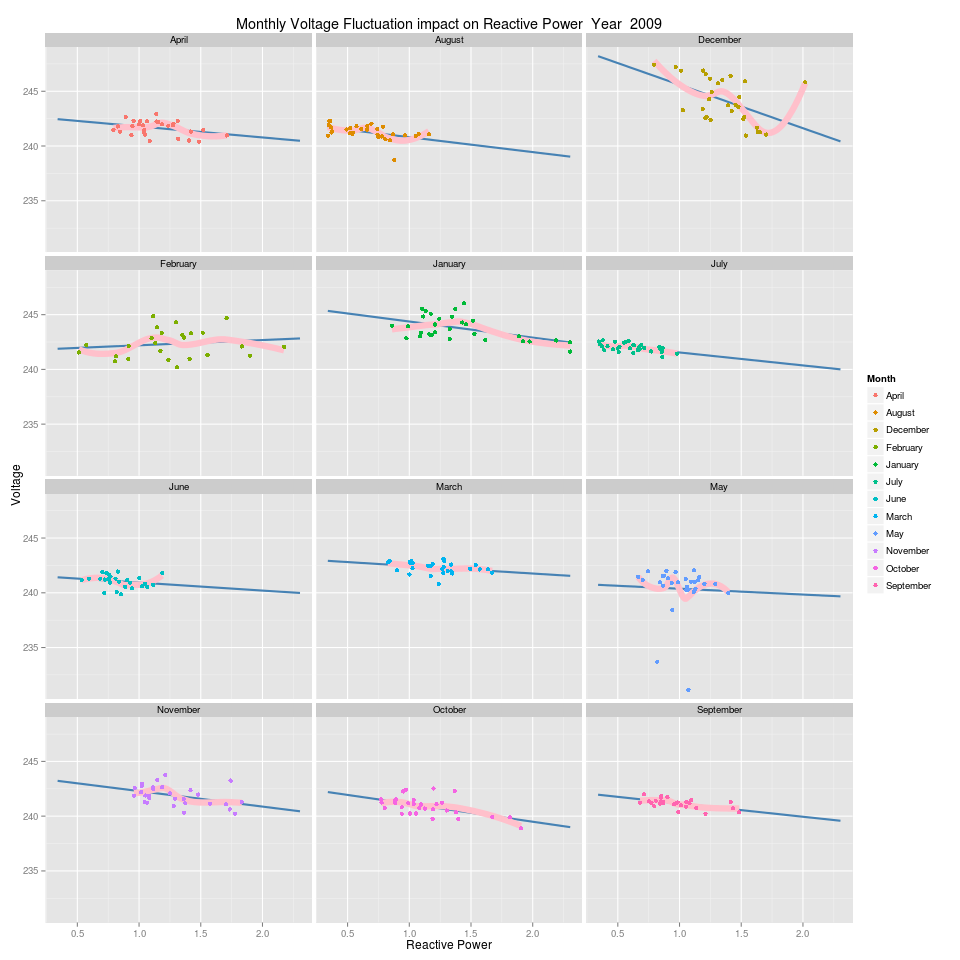 Monthly Voltage Fluctuation impact on Reactive Power  Year  2009
April August December
245
240
235
February January July
245
240
235
June March May
245
240
235
November October September
245
240
235
0.5 1.0 1.5 2.0 0.5 1.0 1.5 2.0 0.5 1.0 1.5 2.0
Reactive Power
Voltage
Month
April
August
December
February
January
July
June
March
May
November
October
September